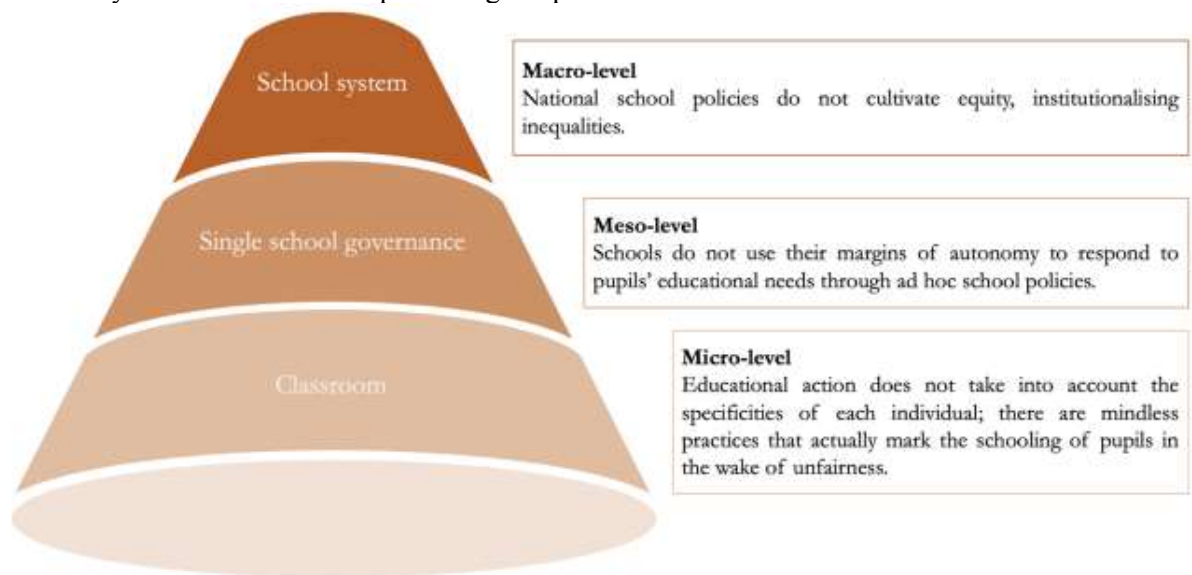 School system
Macro-level
National school policies do not cultivate equity, institutionalising
inequalities.
Single school governance
Meso-level
Schools do not use their margins of autonomy to respond to
pupils' educational needs through ad hoc school policies.
Classroom
Micro-level
Educational action does not take into account the
specificities of each individual; there are mindless
practices that actually mark the schooling of pupils in
the wake of unfairness.